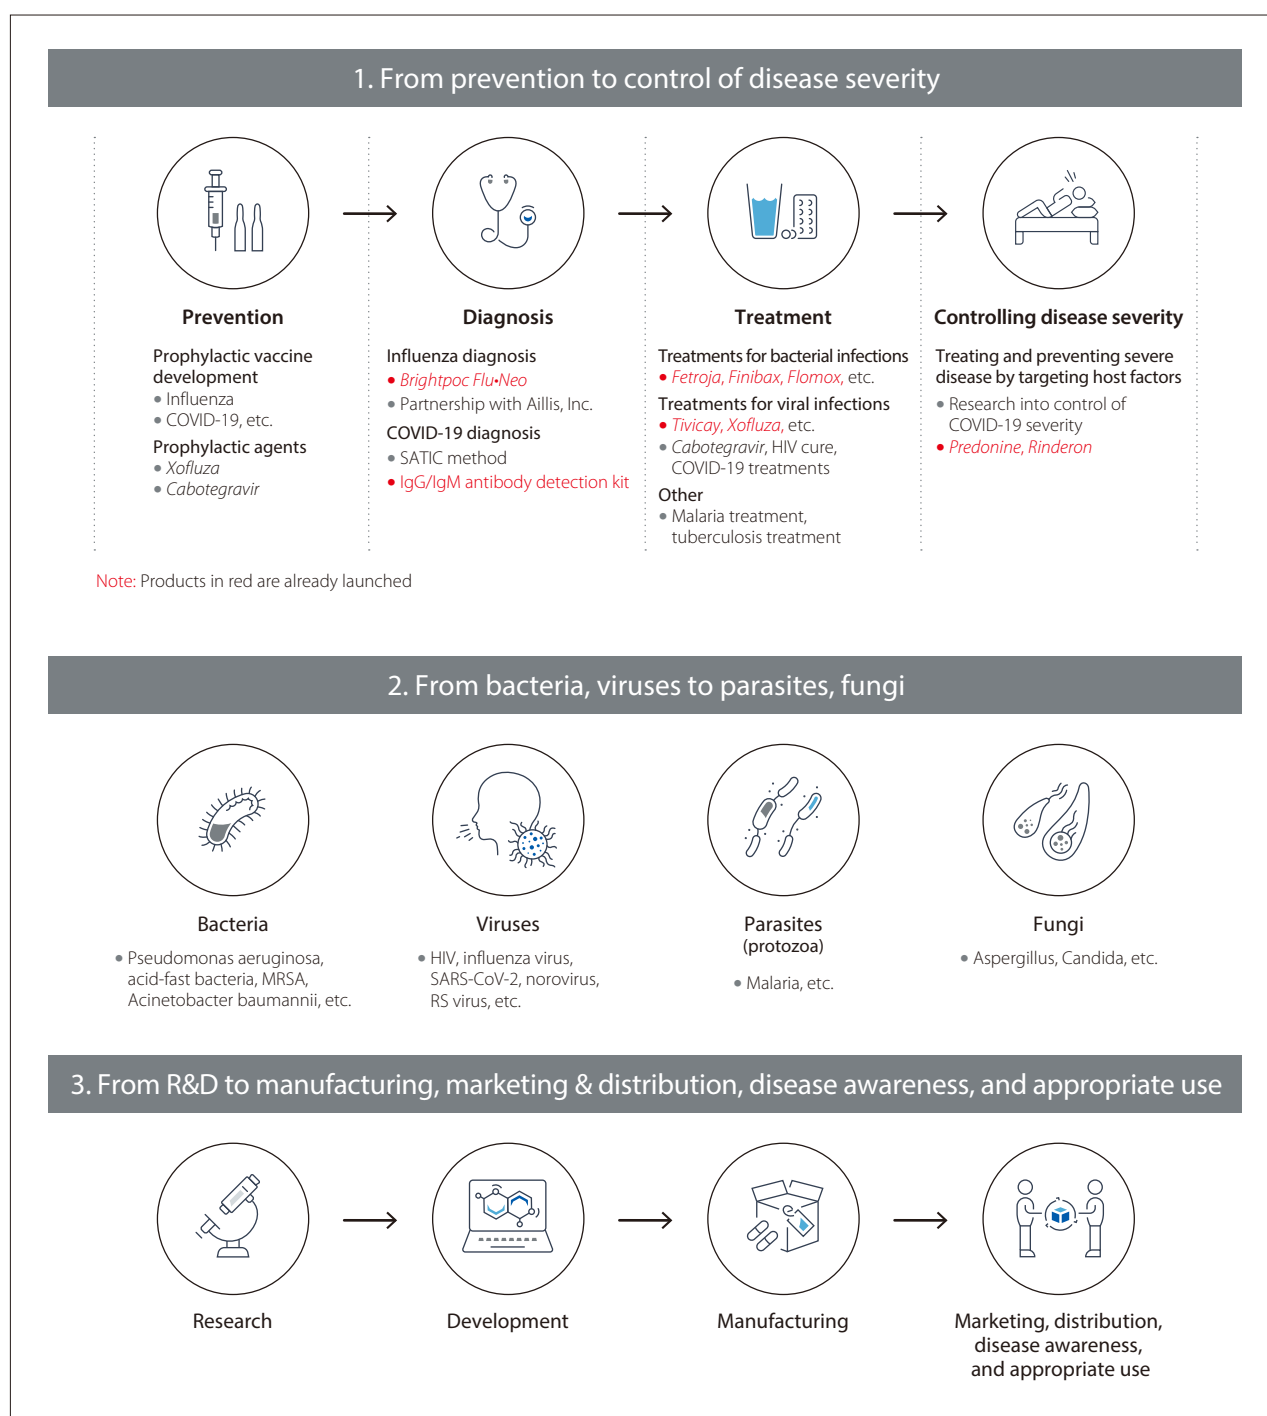 1. From prevention to control of disease severity
Prevention
Prophylactic vaccine
development
• Influenza
• COVID-19, etc.
Prophylactic agents
• Xofluza
• Cabotegravir
Diagnosis
Influenza diagnosis
• Brightpoc Flu•Neo
• Partnership with Aillis, Inc.
COVID-19 diagnosis
• SATIC method
• IgG/IgM antibody detection kit
Treatment
Treatments for bacterial infections
• Fetroja, Finibax, Flomox, etc.
Treatments for viral infections
• Tivicay, Xofluza, etc.
• Cabotegravir, HIV cure,
COVID-19 treatments
Other
• Malaria treatment,
tuberculosis treatment
Controlling disease severity
Treating and preventing severe
disease by targeting host factors
• Research into control of
COVID-19 severity
• Predonine, Rinderon
Note: Products in red are already launched
2. From bacteria, viruses to parasites, fungi
Bacteria
• Pseudomonas aeruginosa,
acid-fast bacteria, MRSA,
Acinetobacter baumannii, etc.
Viruses
• HIV, influenza virus,
SARS-CoV-2, norovirus,
RS virus, etc.
Parasites
(protozoa)
• Malaria, etc.
Fungi
• Aspergillus, Candida, etc.
3. From R&D to manufacturing, marketing & distribution, disease awareness, and appropriate use
Research
Development
Manufacturing
Marketing, distribution,
disease awareness,
and appropriate use